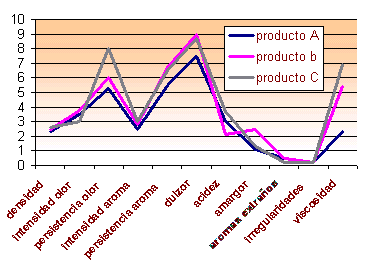 10
9
8
7
6
5
4
3
2
1
0
producto A
producto b
producto C
densidad
intensidad olor
persistencia olor
intensidad aroma
persistencia aroma
dulzor
acidez
amargor
aromas extraños
irregularidades
viscosidad